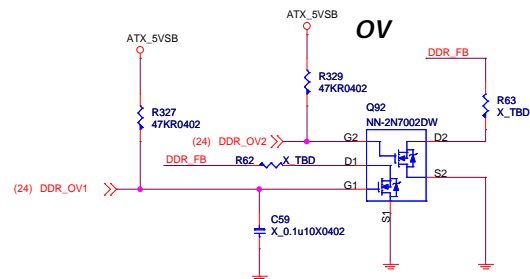 ATX_5VSB
ATX_5VSB
OV
DDR_FB
R329
47KR0402
R327
47KR0402
R63
X_TBD
Q92
NN-2N7002DW
(24) DDR_OV2
G2
D2
DDR_FB
R62
X_TBD
D1
S2
(24) DDR_OV1
G1
S1
C59
X_0.1u10X0402